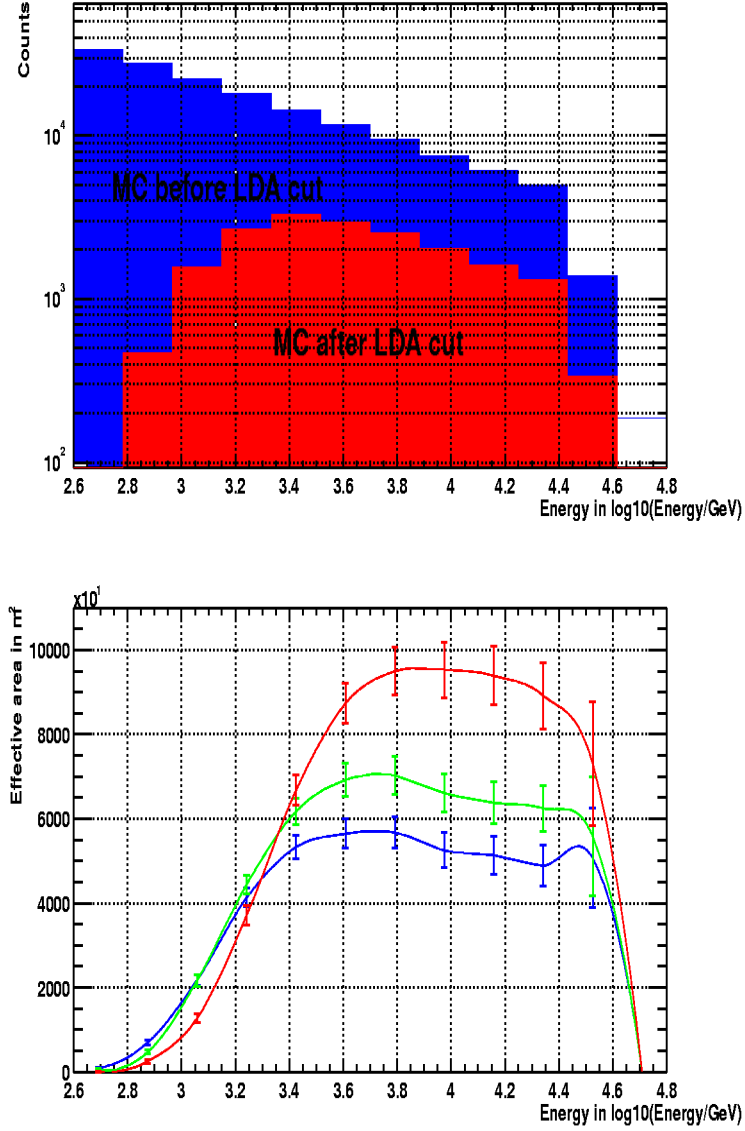 Counts
10^4
10^3
10^2
MC before LDA cut
MC after LDA cut
2.6 2.8 3 3.2 3.4 3.6 3.8 4 4.2 4.4 4.6 4.8
Energy in log10(Energy/GeV)
x10^1
Effective area in m^2
10000
8000
6000
4000
2000
0
2.6 2.8 3 3.2 3.4 3.6 3.8 4 4.2 4.4 4.6 4.8
Energy in log10(Energy/GeV)